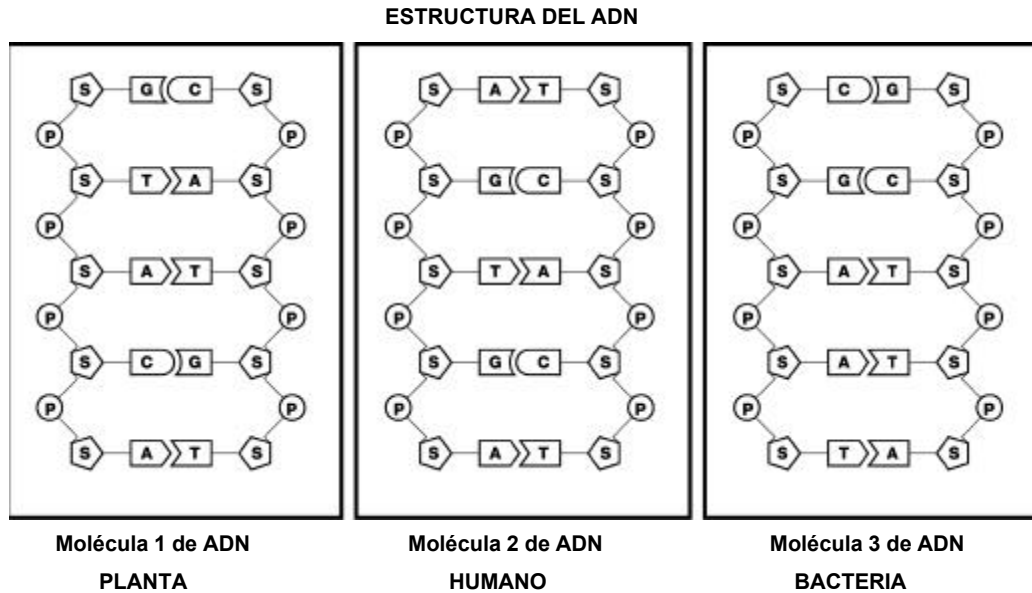 ESTRUCTURA DEL ADN
S G C S S A T S S C G S
P P P P P P
S T A S S G C S S G C S
P P P P P P
S A T S S T A S S A T S
P P P P P P
S C G S S G C S S A T S
P P P P P P
S A T S S A T S S T A S
Molécula 1 de ADN Molécula 2 de ADN Molécula 3 de ADN
PLANTA HUMANO BACTERIA